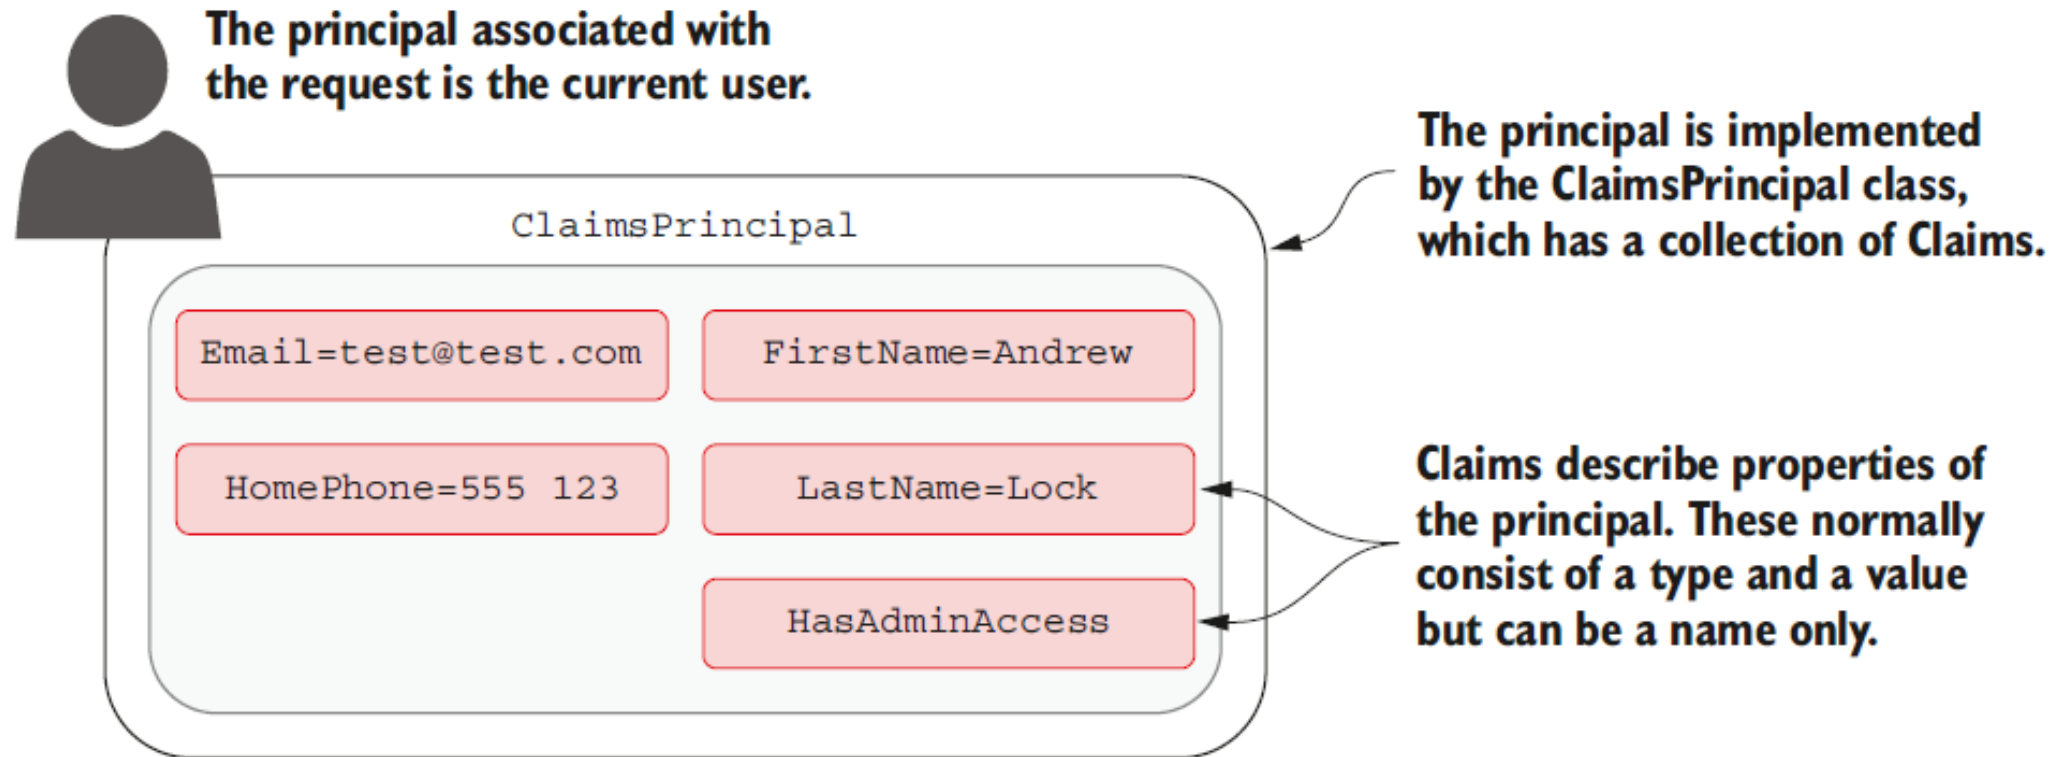 The principal associated with
the request is the current user.
The principal is implemented
by the ClaimsPrincipal class,
which has a collection of Claims.
ClaimsPrincipal
Email=test@test.com
FirstName=Andrew
HomePhone=555 123
LastName=Lock
HasAdminAccess
Claims describe properties of
the principal. These normally
consist of a type and a value
but can be a name only.